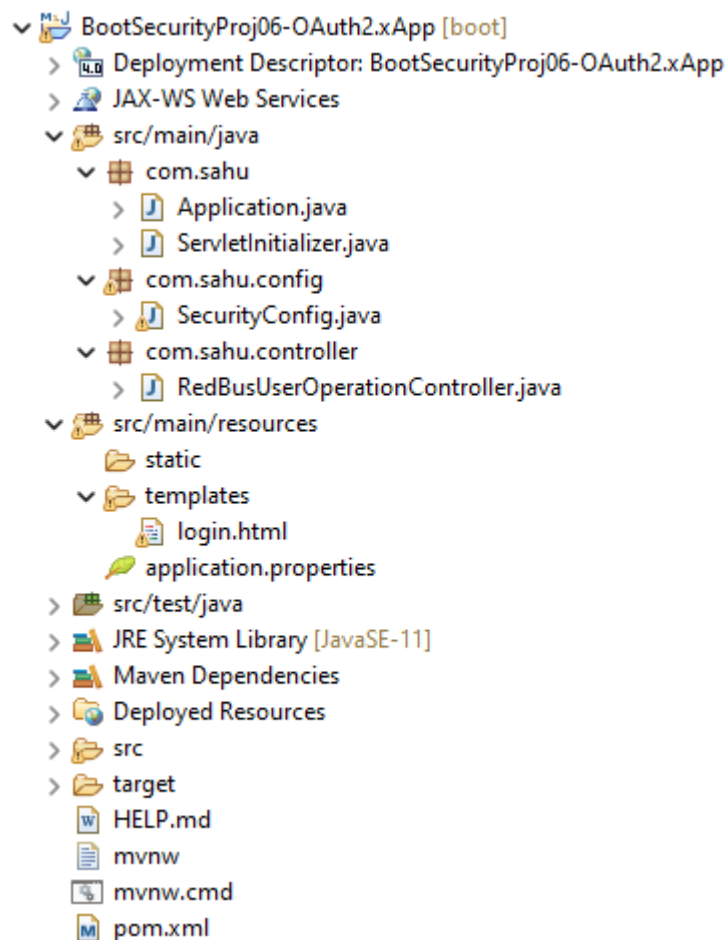 BootSecurityProj06-OAuth2.xApp [boot]
Deployment Descriptor: BootSecurityProj06-OAuth2.xApp
JAX-WS Web Services
src/main/java
com.sahu
Application.java
ServletInitializer.java
com.sahu.config
SecurityConfig.java
com.sahu.controller
RedBusUserOperationController.java
src/main/resources
static
templates
login.html
application.properties
src/test/java
JRE System Library [JavaSE-11]
Maven Dependencies
Deployed Resources
src
target
HELP.md
mvnw
mvnw.cmd
pom.xml